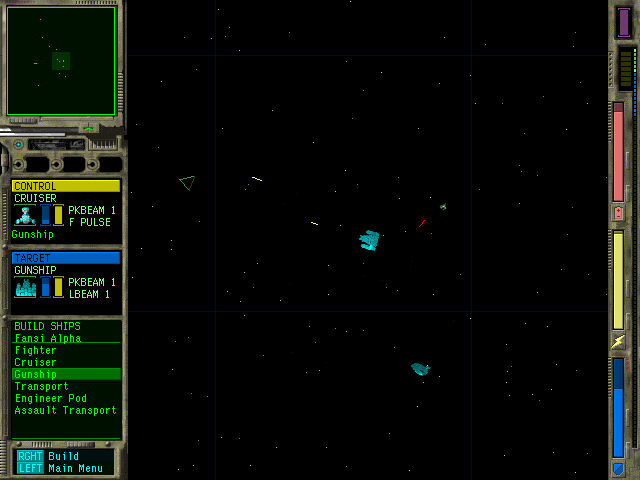 CONTROL
CRUISER
PKBEAM 1
F PULSE
Gunship
TARGET
GUNSHIP
PKBEAM 1
LBEAM 1
BUILD SHIPS
Fansi Alpha
Fighter
Cruiser
Gunship
Transport
Engineer Pod
Assault Transport
RGHT Build
LEFT Main Menu